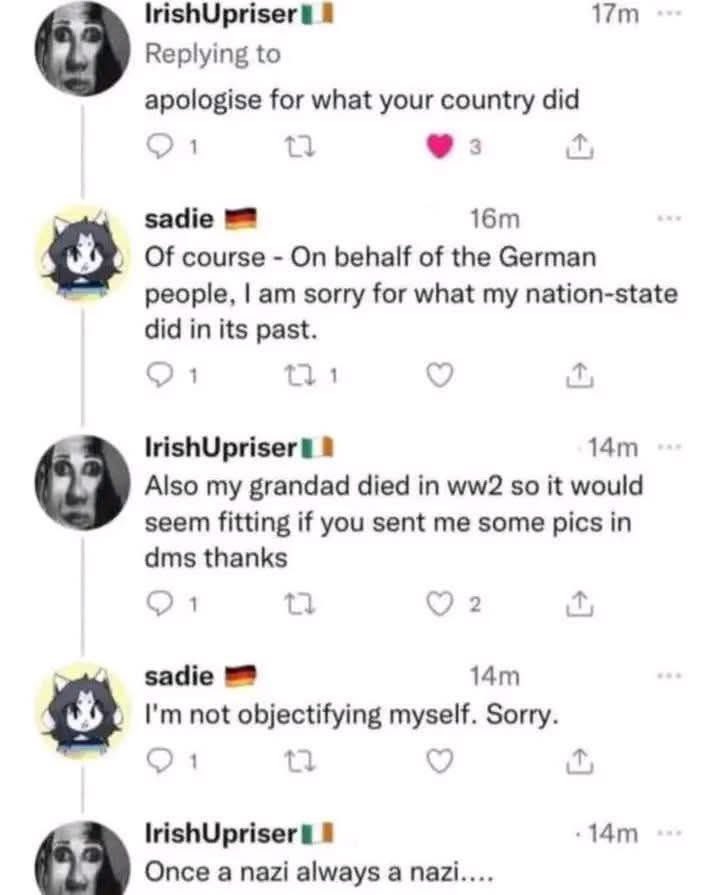 IrishUpriser🇮🇪 17m
Replying to
apologise for what your country did
1 3
sadie 🇩🇪 16m
Of course - On behalf of the German
people, I am sorry for what my nation-state
did in its past.
1 1
IrishUpriser🇮🇪 · 14m
Also my grandad died in ww2 so it would
seem fitting if you sent me some pics in
dms thanks
1 2
sadie 🇩🇪 14m
I'm not objectifying myself. Sorry.
1
IrishUpriser🇮🇪 · 14m
Once a nazi always a nazi....